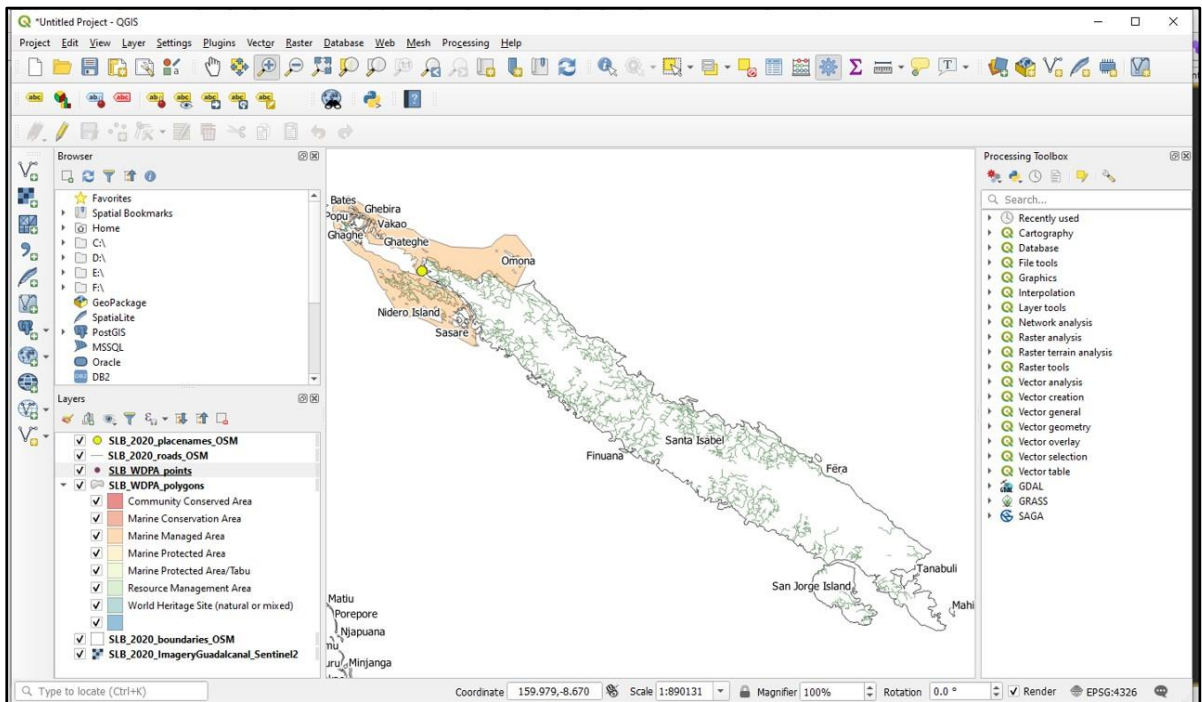 *Untitled Project - QGIS
Project Edit View Layer Settings Plugins Vector Raster Database Web Mesh Processing Help
abc
abc
Browser
Favorites
Spatial Bookmarks
Home
C:\
D:\
E:\
F:\
GeoPackage
SpatiaLite
PostGIS
MSSQL
Oracle
DB2
Layers
SLB_2020_placenames_OSM
SLB_2020_roads_OSM
SLB_WDPA_points
SLB_WDPA_polygons
Community Conserved Area
Marine Conservation Area
Marine Managed Area
Marine Protected Area
Marine Protected Area/Tabu
Resource Management Area
World Heritage Site (natural or mixed)
SLB_2020_boundaries_OSM
SLB_2020_ImageryGuadalcanal_Sentinel2
Bates
Ghebira
Popu
Vakao
Ghaghe
Ghateghe
Omona
Nidero Island
Sasare
Santa Isabel
Finuana
Fëra
San Jorge Island
Tanabuli
Mahi
Matiu
Porepore
Njapuana
Minjanga
Processing Toolbox
Search...
Recently used
Cartography
Database
File tools
Graphics
Interpolation
Layer tools
Network analysis
Raster analysis
Raster terrain analysis
Raster tools
Vector analysis
Vector creation
Vector general
Vector geometry
Vector overlay
Vector selection
Vector table
GDAL
GRASS
SAGA
Type to locate (Ctrl+K)
Coordinate 159.979,-8.670 Scale 1:890131 Magnifier 100% Rotation 0.0 ° Render EPSG:4326